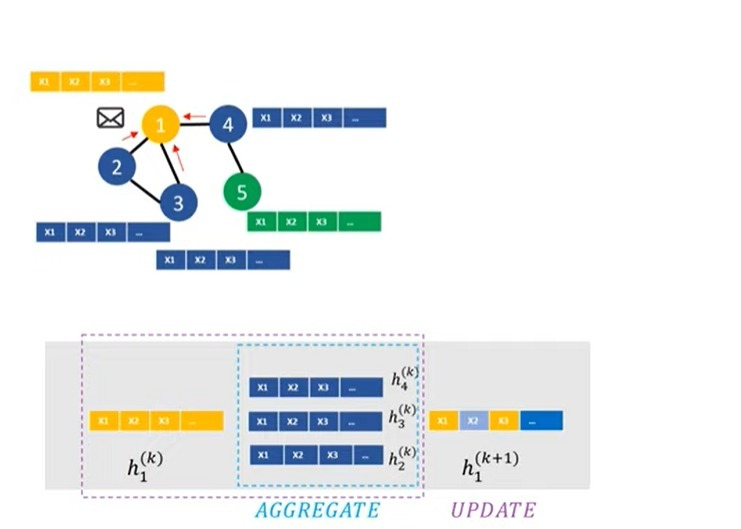 X1 X2 X3 ...
1
4
X1 X2 X3 ...
2
3
5
X1 X2 X3 ...
X1 X2 X3 ...
X1 X2 X3 ...
X1 X2 X3 ... h₄⁽ᵏ⁾
X1 X2 X3 ...
X1 X2 X3 ... h₃⁽ᵏ⁾
X1 X2 X3 ...
X1 X2 X3 ... h₂⁽ᵏ⁾
h₁⁽ᵏ⁾
h₁⁽ᵏ⁺¹⁾
AGGREGATE
UPDATE